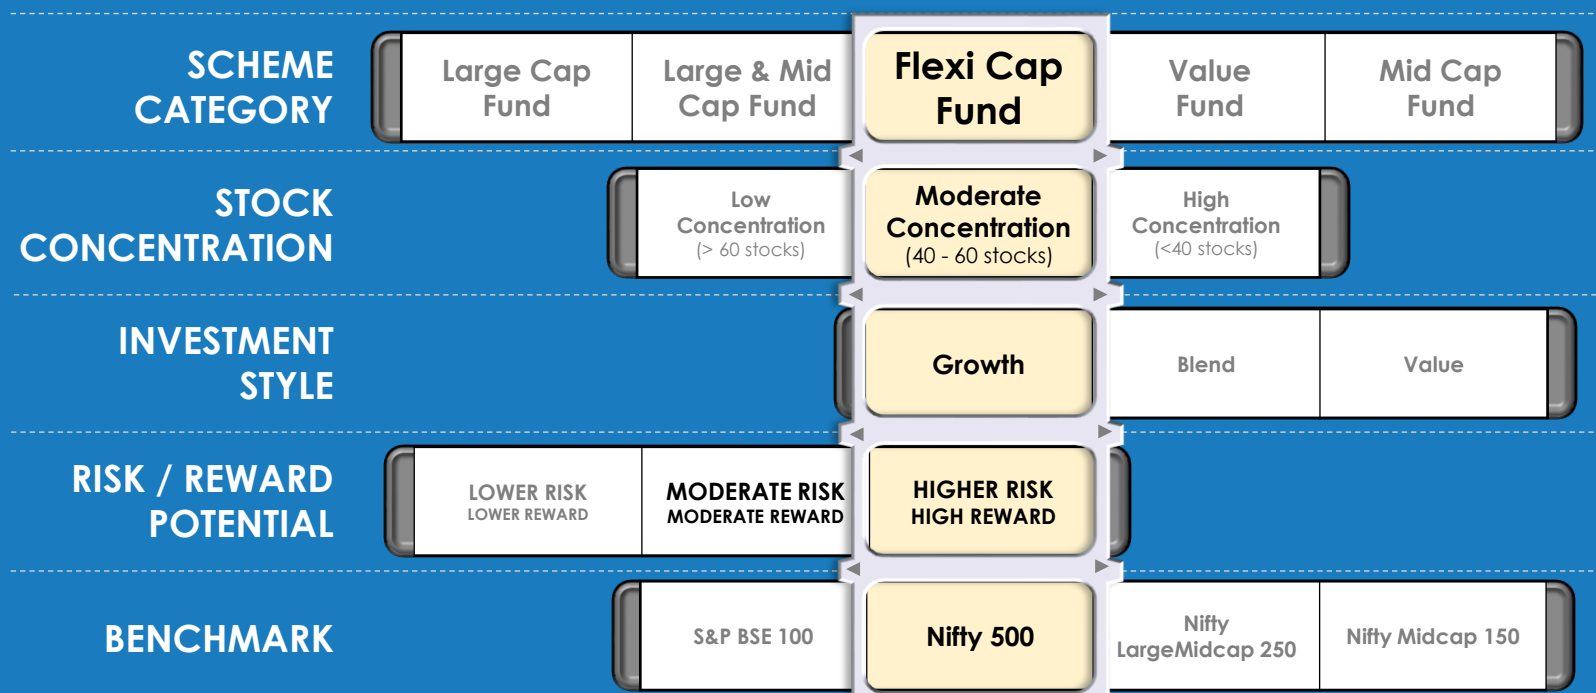 SCHEME
CATEGORY
Large Cap
Fund
Large & Mid
Cap Fund
Flexi Cap
Fund
Value
Fund
Mid Cap
Fund
STOCK
CONCENTRATION
Low
Concentration
(> 60 stocks)
Moderate
Concentration
(40 - 60 stocks)
High
Concentration
(<40 stocks)
INVESTMENT
STYLE
Growth
Blend
Value
RISK / REWARD
POTENTIAL
LOWER RISK
LOWER REWARD
MODERATE RISK
MODERATE REWARD
HIGHER RISK
HIGH REWARD
BENCHMARK
S&P BSE 100
Nifty 500
Nifty
LargeMidcap 250
Nifty Midcap 150